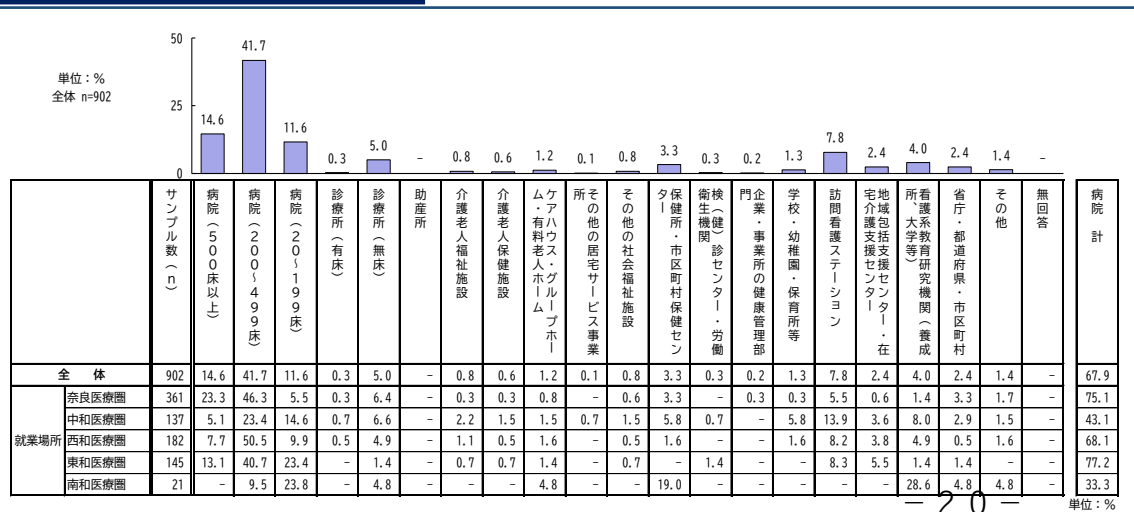 単位：%
全体 n=902
50
25
0
14.6 41.7 11.6 0.3 5.0 - 0.8 0.6 1.2 0.1 0.8 3.3 0.3 0.2 1.3 7.8 2.4 4.0 2.4 1.4 -
サンプル数(n)
病院(500床以上)
病院(200～499床)
病院(20～199床)
診療所(有床)
診療所(無床)
助産所
介護老人福祉施設
介護老人保健施設
ケアハウス・グループホー
ム・有料老人ホーム
その他の居宅サービス事業
所
その他の社会福祉施設
保健所・市区町村保健セン
ター
検(健)診センター・労働
衛生機関
企業・事業所の健康管理部
門
学校・幼稚園・保育所等
訪問看護ステーション
地域包括支援センター・在
宅介護支援センター
看護系教育研究機関(養成
所、大学等)
省庁・都道府県・市区町村
その他
無回答
病院 計
全 体 902 14.6 41.7 11.6 0.3 5.0 - 0.8 0.6 1.2 0.1 0.8 3.3 0.3 0.2 1.3 7.8 2.4 4.0 2.4 1.4 - 67.9
就業場所
奈良医療圏 361 23.3 46.3 5.5 0.3 6.4 - 0.3 0.3 0.8 - 0.6 3.3 - 0.3 0.3 5.5 0.6 1.4 3.3 1.7 - 75.1
中和医療圏 137 5.1 23.4 14.6 0.7 6.6 - 2.2 1.5 1.5 0.7 1.5 5.8 0.7 - 5.8 13.9 3.6 8.0 2.9 1.5 - 43.1
西和医療圏 182 7.7 50.5 9.9 0.5 4.9 - 1.1 0.5 1.6 - 0.5 1.6 - - 1.6 8.2 3.8 4.9 0.5 1.6 - 68.1
東和医療圏 145 13.1 40.7 23.4 - 1.4 - 0.7 0.7 1.4 - 0.7 - 1.4 - - 8.3 5.5 1.4 1.4 - - 77.2
南和医療圏 21 - 9.5 23.8 - 4.8 - - - 4.8 - - 19.0 - - - - - 28.6 4.8 4.8 - 33.3
－20－
単位：%